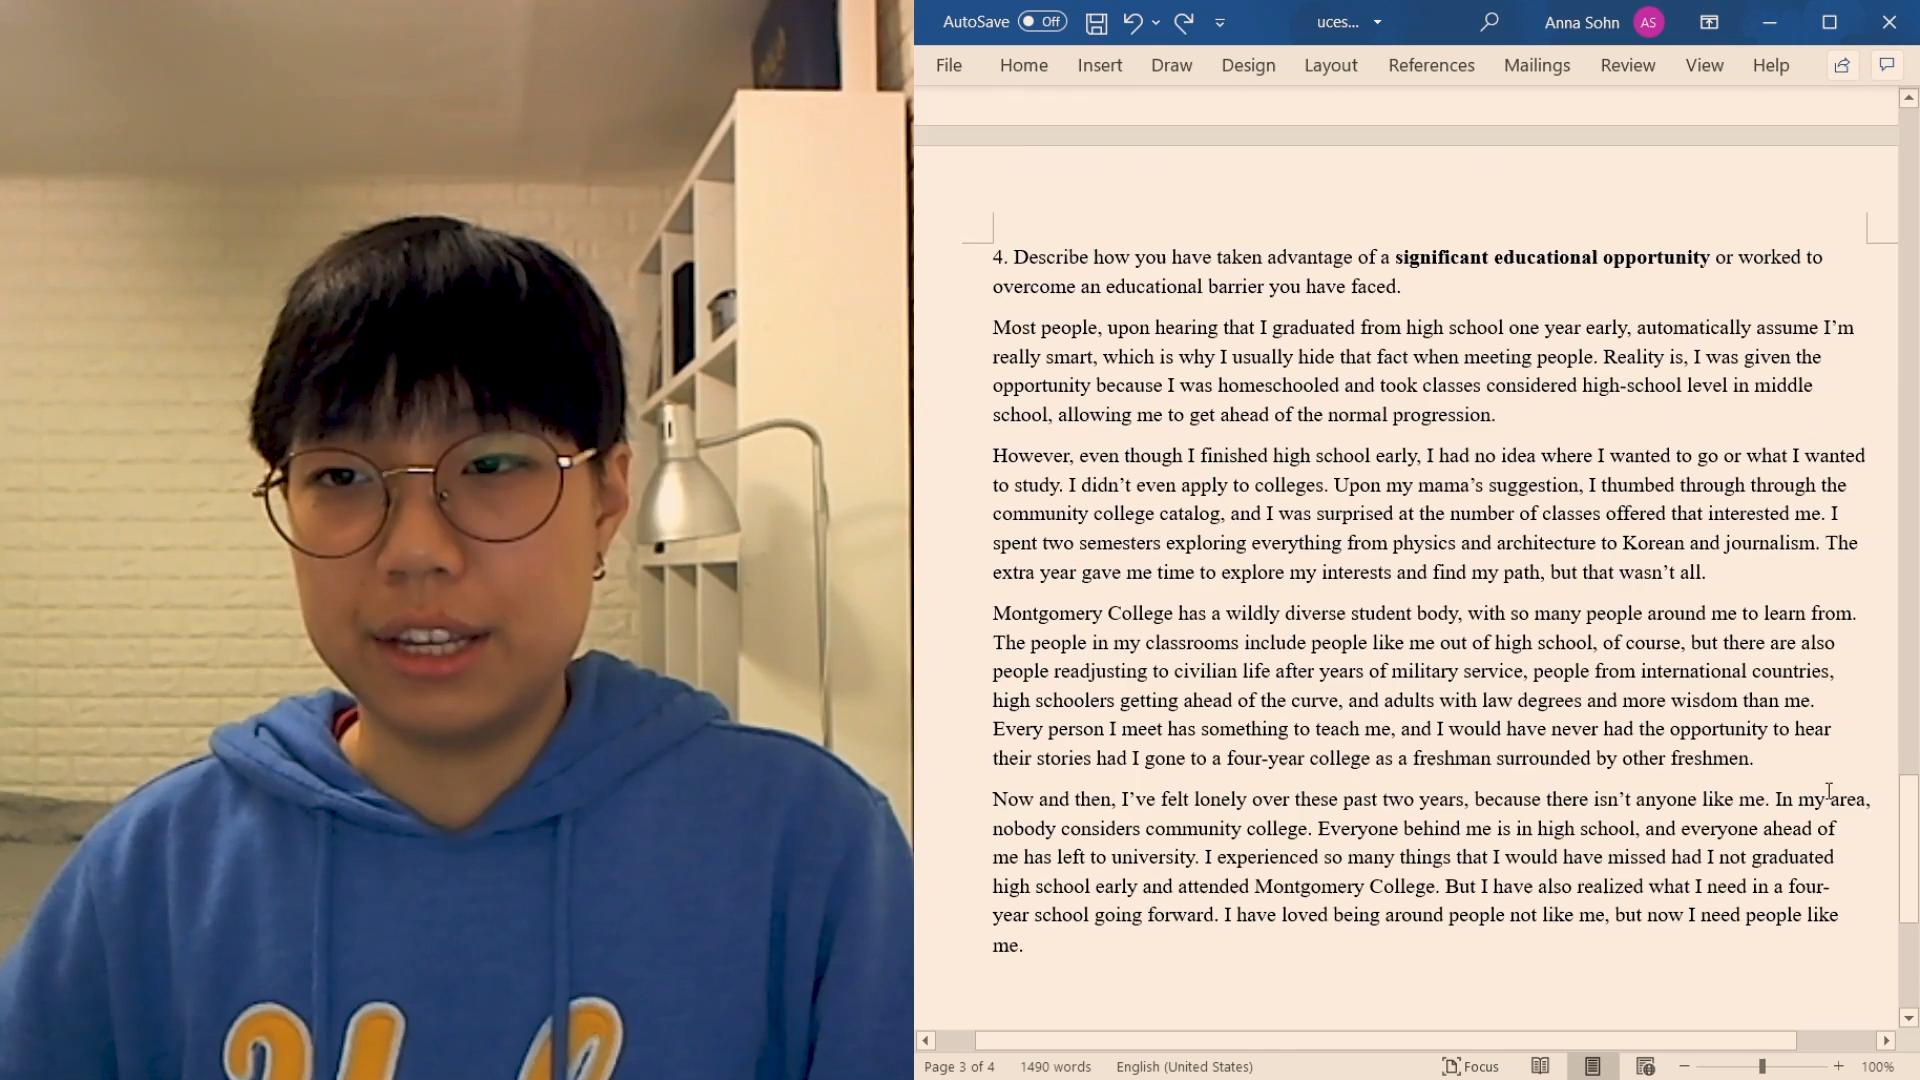 AutoSave Off uces... Anna Sohn AS
File Home Insert Draw Design Layout References Mailings Review View Help
4. Describe how you have taken advantage of a significant educational opportunity or worked to
overcome an educational barrier you have faced.
Most people, upon hearing that I graduated from high school one year early, automatically assume I’m
really smart, which is why I usually hide that fact when meeting people. Reality is, I was given the
opportunity because I was homeschooled and took classes considered high-school level in middle
school, allowing me to get ahead of the normal progression.
However, even though I finished high school early, I had no idea where I wanted to go or what I wanted
to study. I didn’t even apply to colleges. Upon my mama’s suggestion, I thumbed through through the
community college catalog, and I was surprised at the number of classes offered that interested me. I
spent two semesters exploring everything from physics and architecture to Korean and journalism. The
extra year gave me time to explore my interests and find my path, but that wasn’t all.
Montgomery College has a wildly diverse student body, with so many people around me to learn from.
The people in my classrooms include people like me out of high school, of course, but there are also
people readjusting to civilian life after years of military service, people from international countries,
high schoolers getting ahead of the curve, and adults with law degrees and more wisdom than me.
Every person I meet has something to teach me, and I would have never had the opportunity to hear
their stories had I gone to a four-year college as a freshman surrounded by other freshmen.
Now and then, I’ve felt lonely over these past two years, because there isn’t anyone like me. In my area,
nobody considers community college. Everyone behind me is in high school, and everyone ahead of
me has left to university. I experienced so many things that I would have missed had I not graduated
high school early and attended Montgomery College. But I have also realized what I need in a four-
year school going forward. I have loved being around people not like me, but now I need people like
me.
Page 3 of 4 1490 words English (United States) Focus 100%